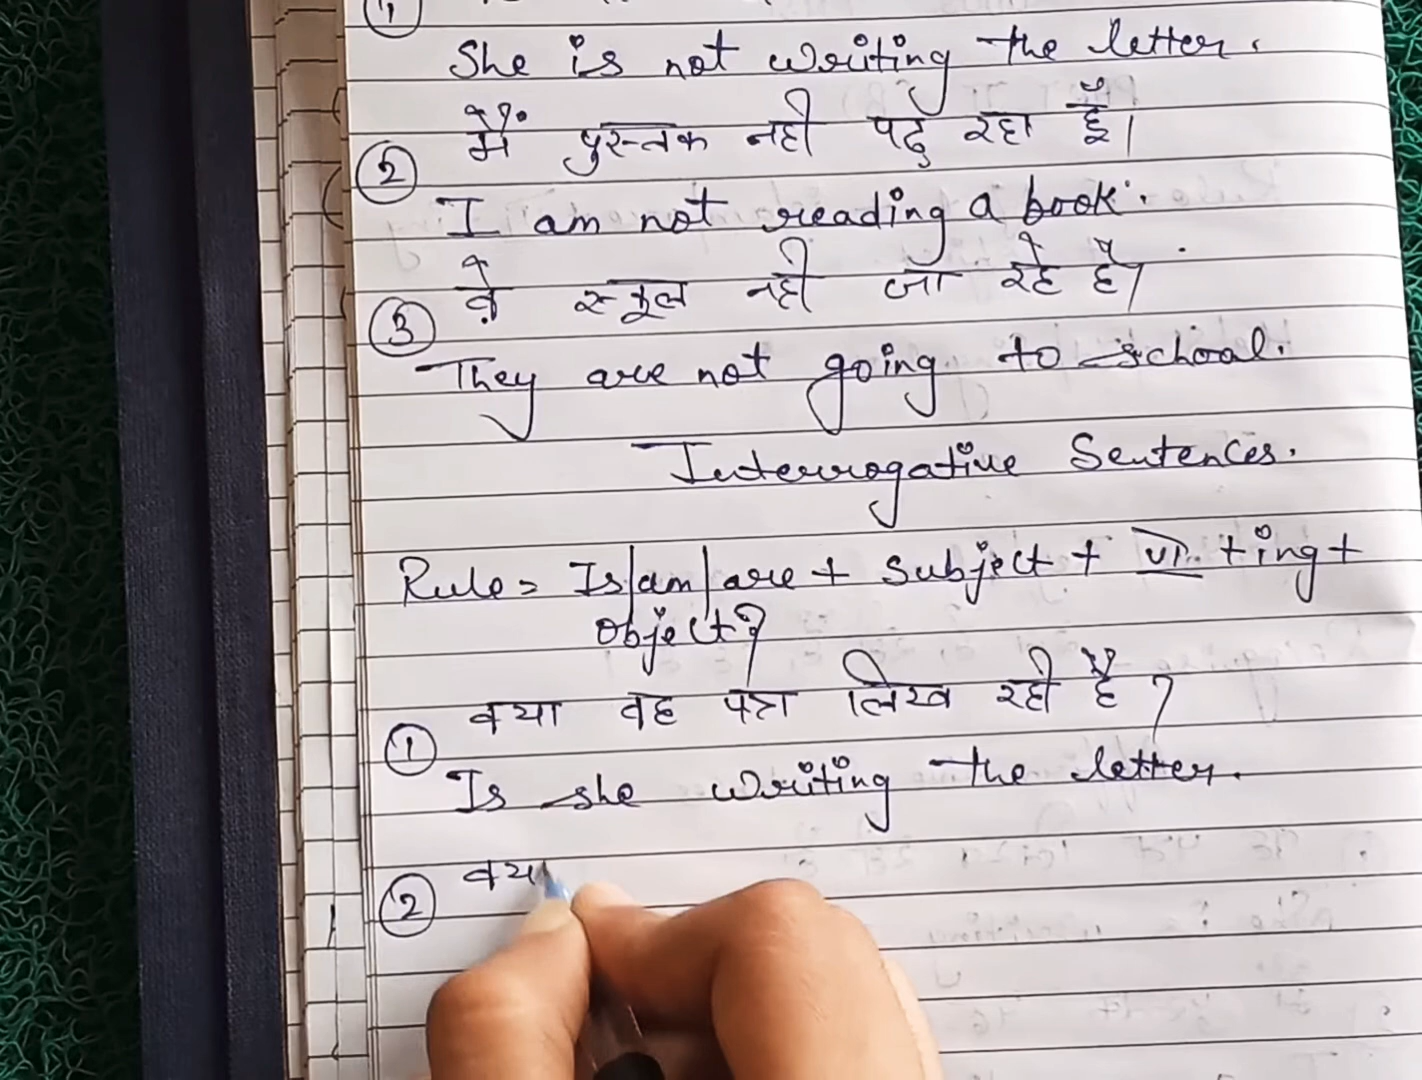 ①
She is not writing the letter.
② मैं पुस्तक नही पढ़ रहा हूँ।
I am not reading a book.
③ वे स्कूल नही जा रहे हैं।
They are not going to school.
Interrogative Sentences.
Rule = Is/am/are + Subject + v1 + ing +
object?
① क्या वह पत्र लिख रही है ?
Is she writing the letter.
② क्य